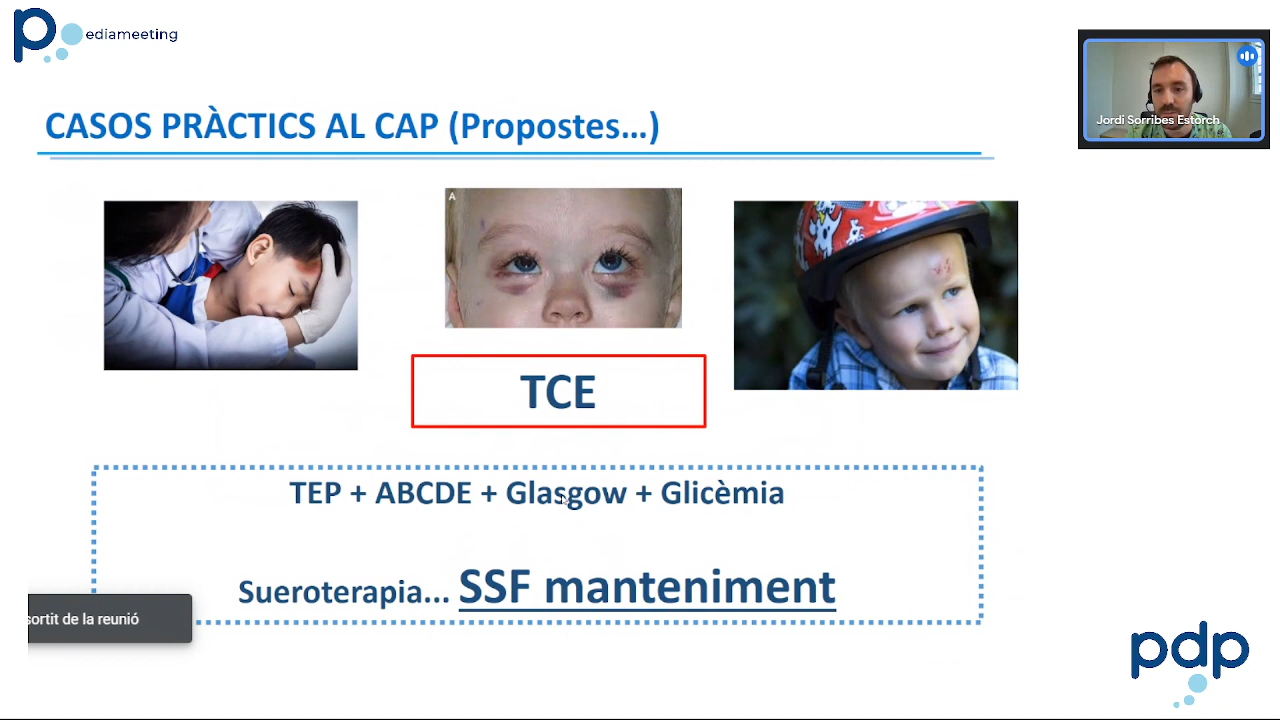 pediameeting
Jordi Sorribes Estorch
CASOS PRÀCTICS AL CAP (Propostes...)
A
TCE
TEP + ABCDE + Glasgow + Glicèmia
Sueroterapia... SSF manteniment
sortit de la reunió
pdp